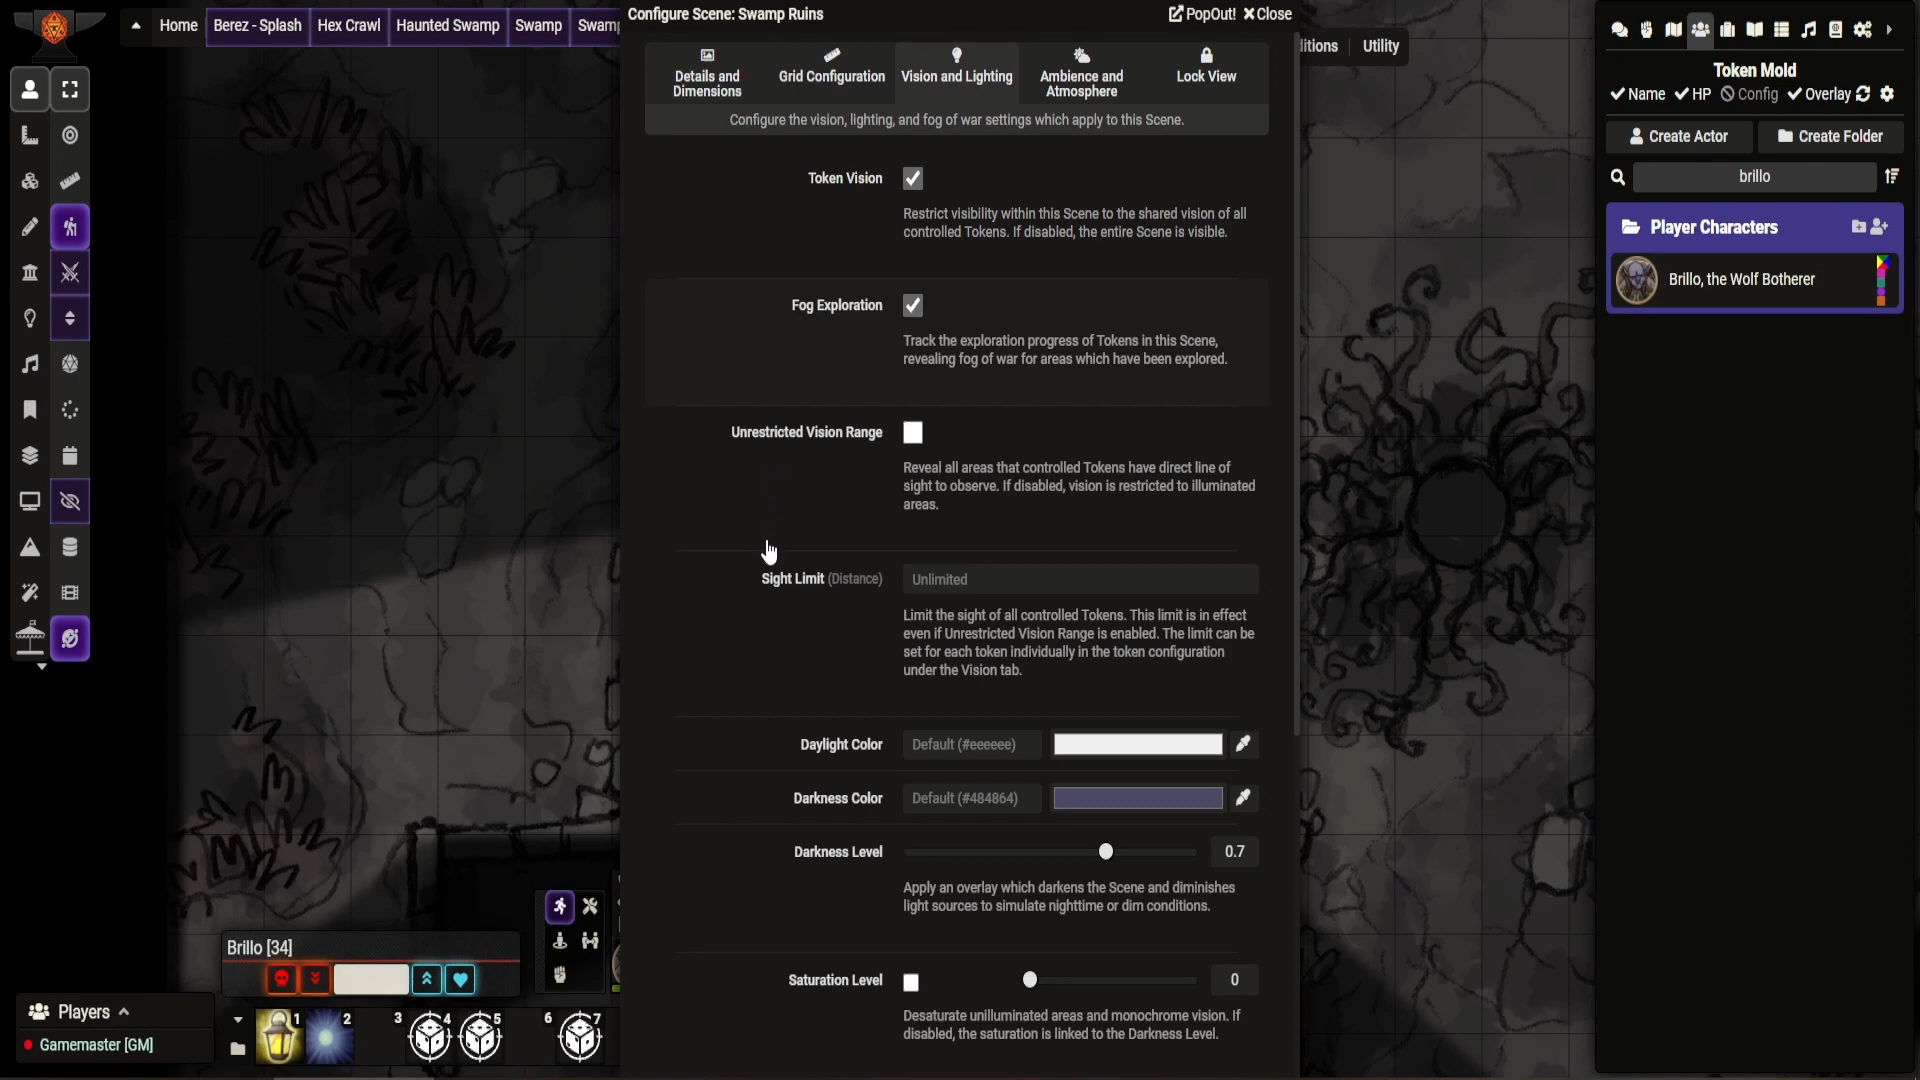 Home
Berez - Splash
Hex Crawl
Haunted Swamp
Swamp
Configure Scene: Swamp Ruins
PopOut!
Close
Utility
Details and Dimensions
Grid Configuration
Vision and Lighting
Ambience and Atmosphere
Lock View
Configure the vision, lighting, and fog of war settings which apply to this Scene.
Token Vision
Restrict visibility within this Scene to the shared vision of all
controlled Tokens. If disabled, the entire Scene is visible.
Fog Exploration
Track the exploration progress of Tokens in this Scene,
revealing fog of war for areas which have been explored.
Unrestricted Vision Range
Reveal all areas that controlled Tokens have direct line of
sight to observe. If disabled, vision is restricted to illuminated
areas.
Sight Limit (Distance)
Unlimited
Limit the sight of all controlled Tokens. This limit is in effect
even if Unrestricted Vision Range is enabled. The limit can be
set for each token individually in the token configuration
under the Vision tab.
Daylight Color
Default (#eeeeee)
Darkness Color
Default (#484864)
Darkness Level
0.7
Apply an overlay which darkens the Scene and diminishes
light sources to simulate nighttime or dim conditions.
Saturation Level
0
Desaturate unilluminated areas and monochrome vision. If
disabled, the saturation is linked to the Darkness Level.
Token Mold
Name
HP
Config
Overlay
Create Actor
Create Folder
brillo
Player Characters
Brillo, the Wolf Botherer
Brillo [34]
Players
Gamemaster [GM]
1
2
3
4
5
6
7